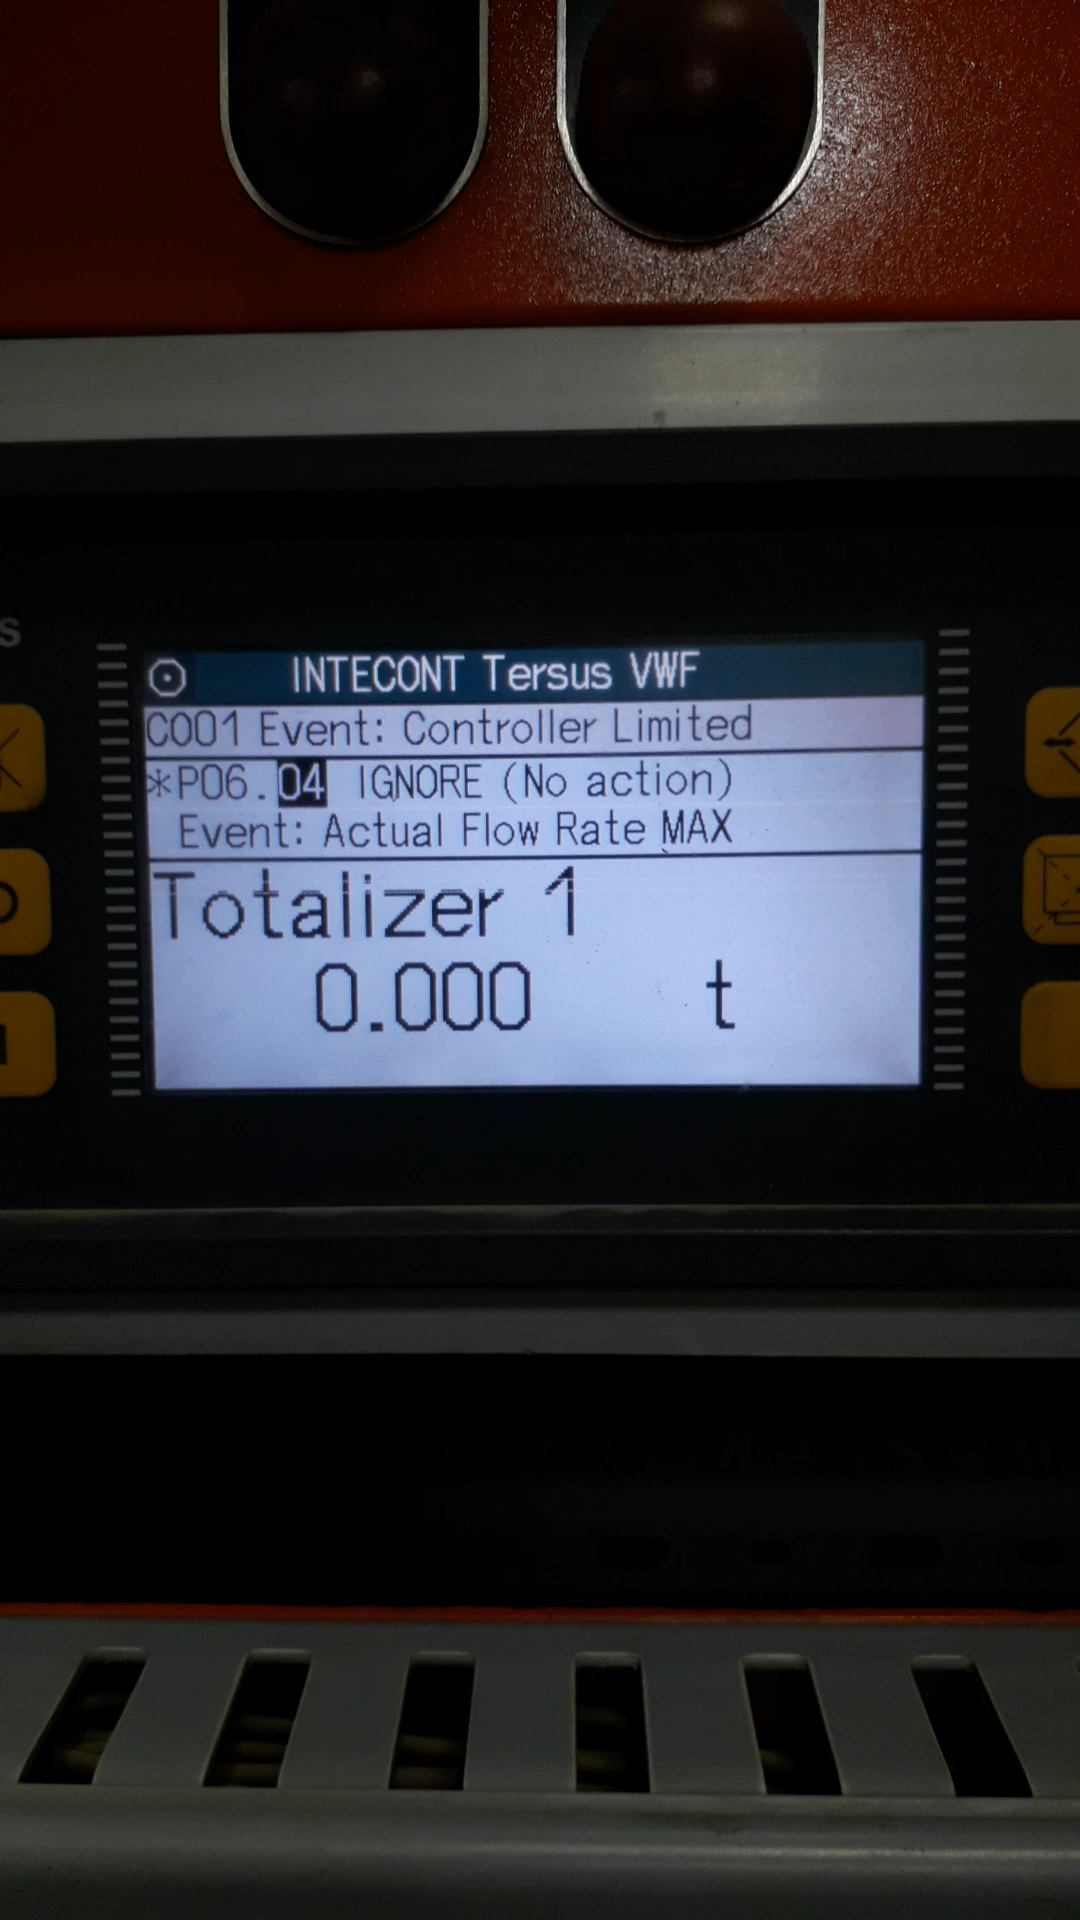 INTECONT Tersus VWF
C001 Event: Controller Limited
*P06.04 IGNORE (No action)
Event: Actual Flow Rate MAX
Totalizer 1
0.000 t